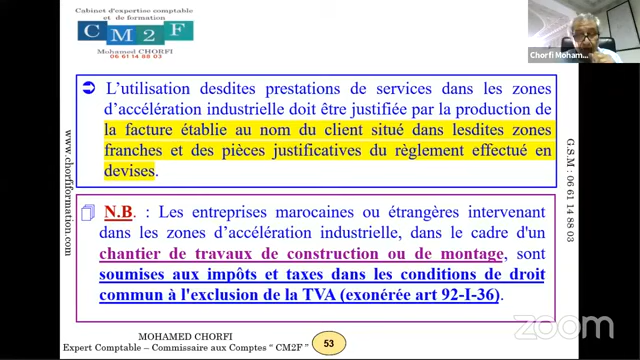 Cabinet d'expertise comptable
et de formation
CM2F
Mohamed CHORFI
06 61 14 88 03
Chorfi Moham...
L'utilisation desdites prestations de services dans les zones
d'accélération industrielle doit être justifiée par la production de
la facture établie au nom du client situé dans lesdites zones
franches et des pièces justificatives du règlement effectué en
devises.
www.chorfiformation.com
G.S.M : 06 61 14 88 03
N.B. : Les entreprises marocaines ou étrangères intervenant
dans les zones d'accélération industrielle, dans le cadre d'un
chantier de travaux de construction ou de montage, sont
soumises aux impôts et taxes dans les conditions de droit
commun à l'exclusion de la TVA (exonérée art 92-I-36).
MOHAMED CHORFI
Expert Comptable – Commissaire aux Comptes " CM2F "
53
zoom